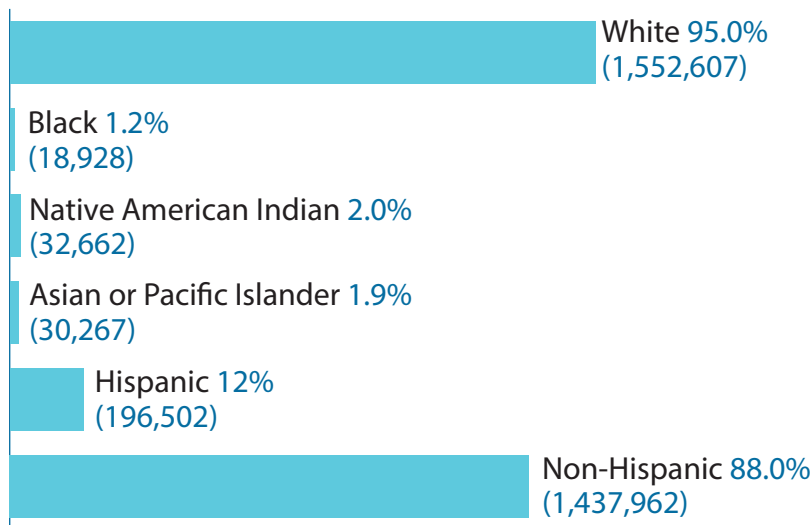 White 95.0%
(1,552,607)
Black 1.2%
(18,928)
Native American Indian 2.0%
(32,662)
Asian or Pacific Islander 1.9%
(30,267)
Hispanic 12%
(196,502)
Non-Hispanic 88.0%
(1,437,962)